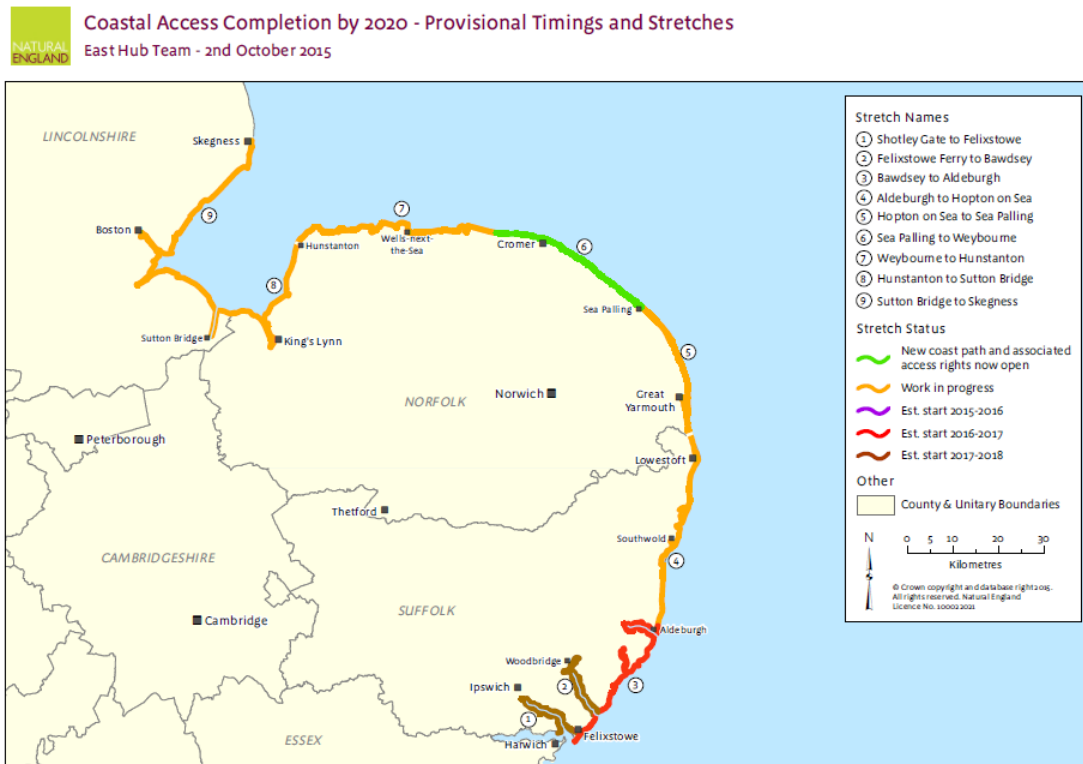 NATURAL
ENGLAND
Coastal Access Completion by 2020 - Provisional Timings and Stretches
East Hub Team - 2nd October 2015
LINCOLNSHIRE
Skegness
Boston
9
7
Hunstanton
Wells-next-
the-Sea
Cromer
6
8
Sea Palling
Sutton Bridge
King's Lynn
5
Norwich
Great
Yarmouth
NORFOLK
Peterborough
Lowestoft
Thetford
Southwold
CAMBRIDGESHIRE
4
SUFFOLK
Cambridge
Aldeburgh
Woodbridge
Ipswich
2
3
1
Felixstowe
ESSEX
Harwich
Stretch Names
1 Shotley Gate to Felixstowe
2 Felixstowe Ferry to Bawdsey
3 Bawdsey to Aldeburgh
4 Aldeburgh to Hopton on Sea
5 Hopton on Sea to Sea Palling
6 Sea Palling to Weybourne
7 Weybourne to Hunstanton
8 Hunstanton to Sutton Bridge
9 Sutton Bridge to Skegness
Stretch Status
New coast path and associated
access rights now open
Work in progress
Est. start 2015-2016
Est. start 2016-2017
Est. start 2017-2018
Other
County & Unitary Boundaries
N
0 5 10 20 30
Kilometres
© Crown copyright and database right 2015.
All rights reserved. Natural England
Licence No. 100022021